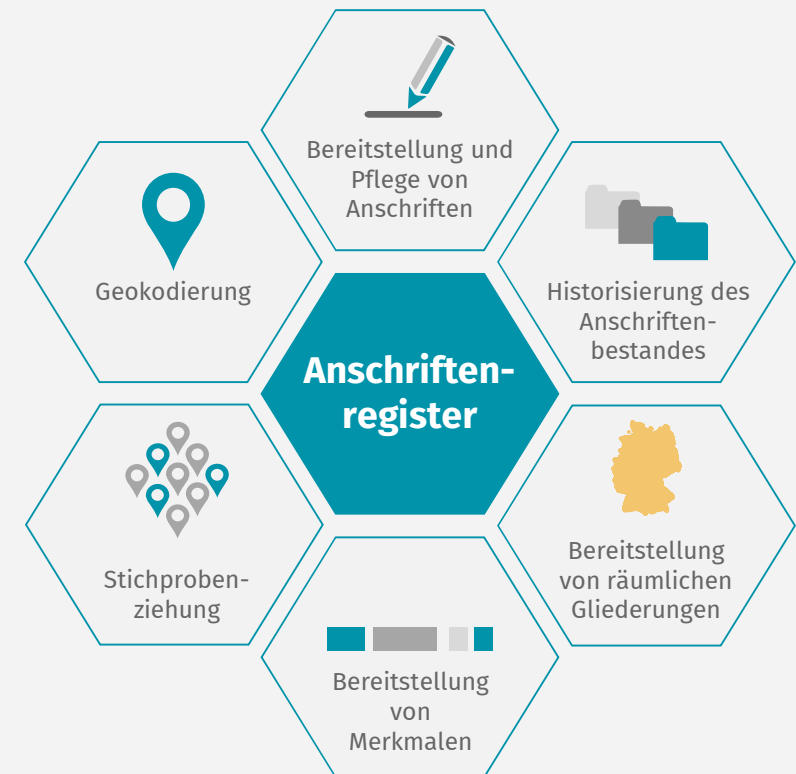 Bereitstellung und
Pflege von
Anschriften
Geokodierung
Historisierung des
Anschriften-
bestandes
Anschriften-
register
Stichproben-
ziehung
Bereitstellung
von räumlichen
Gliederungen
Bereitstellung
von
Merkmalen